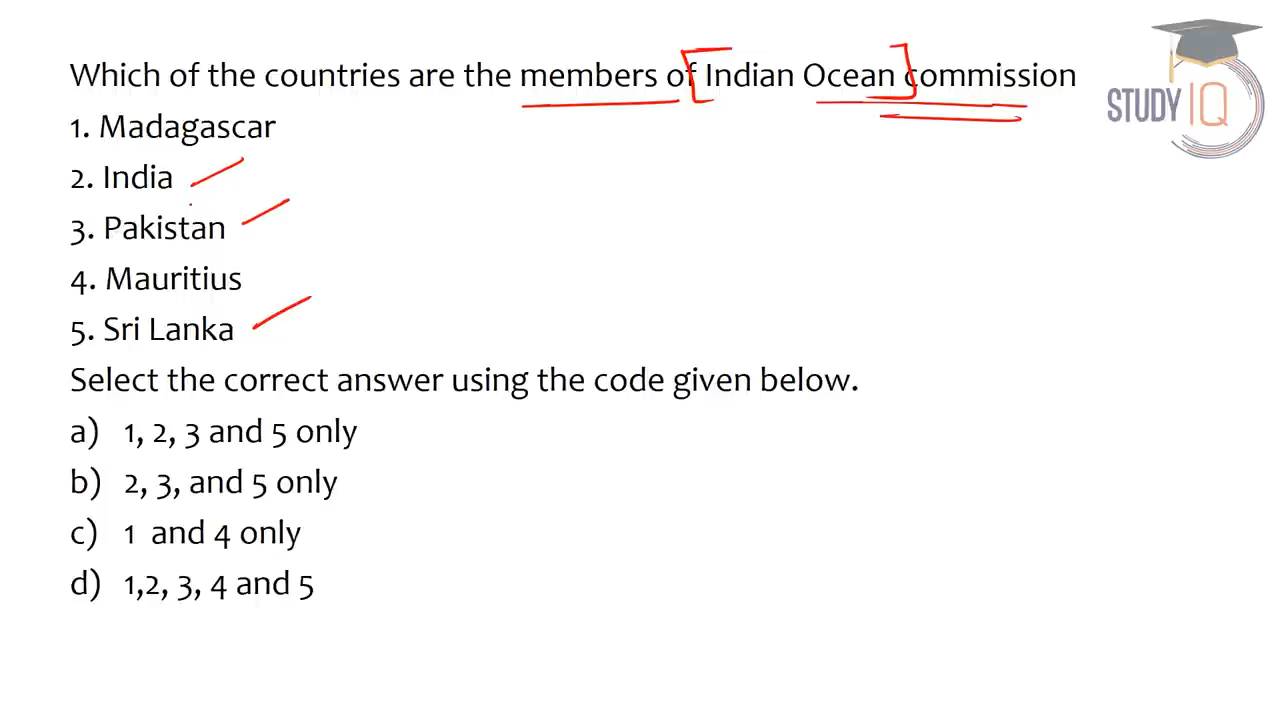 Which of the countries are the members of Indian Ocean commission
STUDY IQ
1. Madagascar
2. India
3. Pakistan
4. Mauritius
5. Sri Lanka
Select the correct answer using the code given below.
a) 1, 2, 3 and 5 only
b) 2, 3, and 5 only
c) 1 and 4 only
d) 1,2, 3, 4 and 5